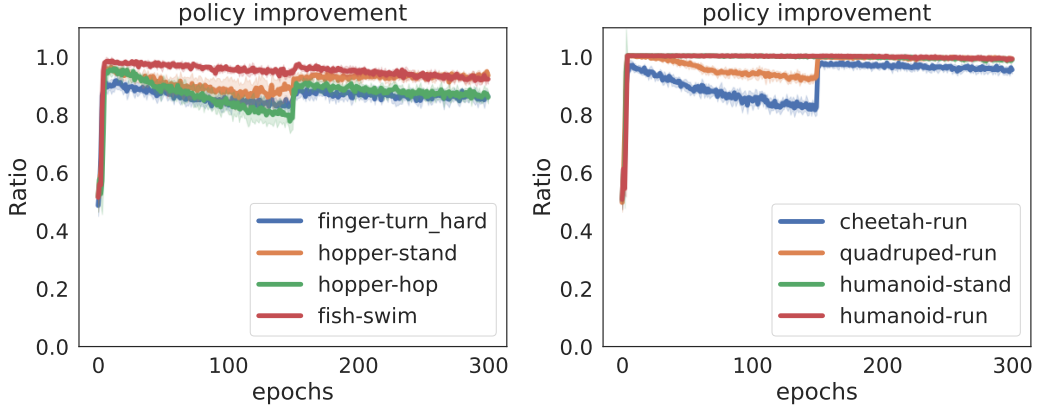 policy improvement
1.0
0.8
0.6
0.4
0.2
0.0
Ratio
finger-turn_hard
hopper-stand
hopper-hop
fish-swim
0 100 200 300
epochs
policy improvement
1.0
0.8
0.6
0.4
0.2
0.0
Ratio
cheetah-run
quadruped-run
humanoid-stand
humanoid-run
0 100 200 300
epochs